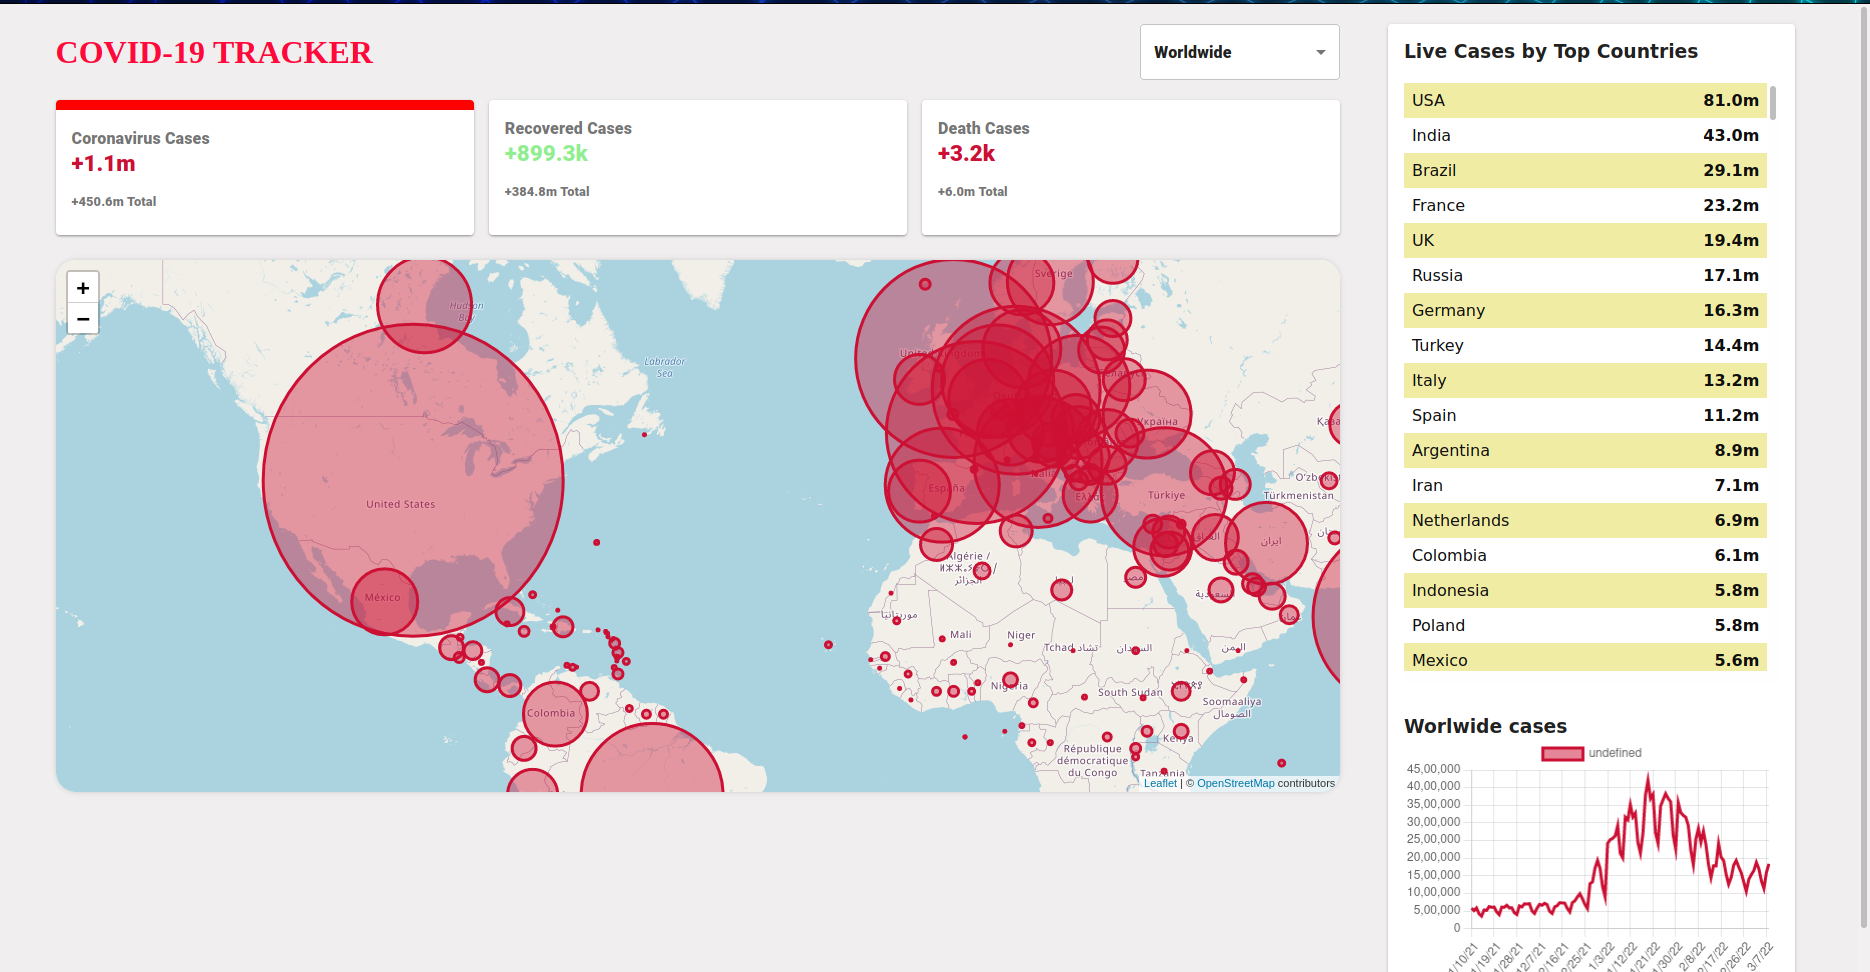 COVID-19 TRACKER
Worldwide
Coronavirus Cases
+1.1m
+450.6m Total
Recovered Cases
+899.3k
+384.8m Total
Death Cases
+3.2k
+6.0m Total
+
−
Hudson
Bay
Labrador
Sea
United States
México
Colombia
Sverige
United Kingdom
Беларусь
Україна
España
Italia
Ελλάς
Türkiye
O‘zbekis
Türkmenistan
ایران
العراق
السعودية
عمان
اليمن
مصر
ليبيا
Algérie /
ⵍⵣⵣⴰⵢⴻⵔ /
الجزائر
موريتانيا
Mali
Niger
Tchad تشاد
السودان
Nigeria
South Sudan
Soomaaliya
الصومال
Kenya
République
démocratique
du Congo
Tanzania
Leaflet | © OpenStreetMap contributors
Live Cases by Top Countries
USA 81.0m
India 43.0m
Brazil 29.1m
France 23.2m
UK 19.4m
Russia 17.1m
Germany 16.3m
Turkey 14.4m
Italy 13.2m
Spain 11.2m
Argentina 8.9m
Iran 7.1m
Netherlands 6.9m
Colombia 6.1m
Indonesia 5.8m
Poland 5.8m
Mexico 5.6m
Worlwide cases
undefined
45,00,000
40,00,000
35,00,000
30,00,000
25,00,000
20,00,000
15,00,000
10,00,000
5,00,000
0
1/10/21
1/19/21
1/28/21
12/7/21
2/16/21
2/25/21
1/3/22
1/12/22
1/21/22
1/30/22
2/8/22
2/17/22
2/26/22
3/7/22